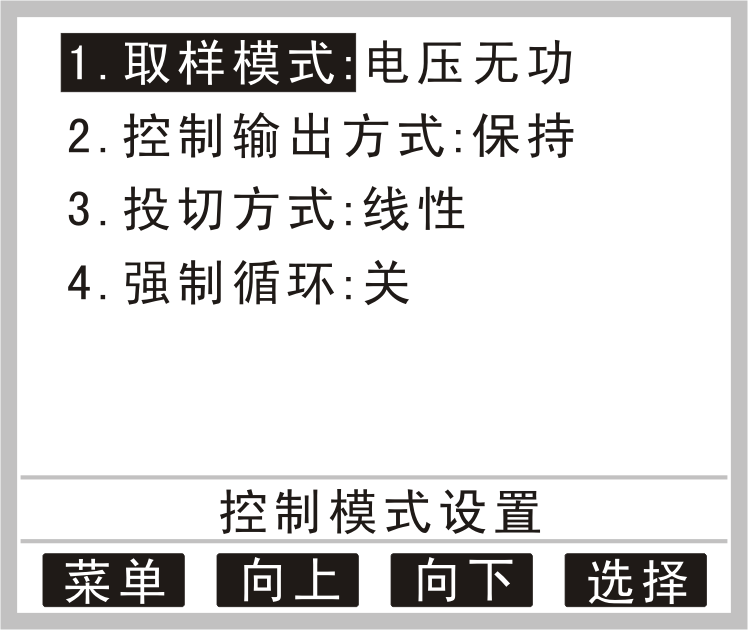 1.取样模式:电压无功
2.控制输出方式:保持
3.投切方式:线性
4.强制循环:关
控制模式设置
菜单 向上 向下 选择